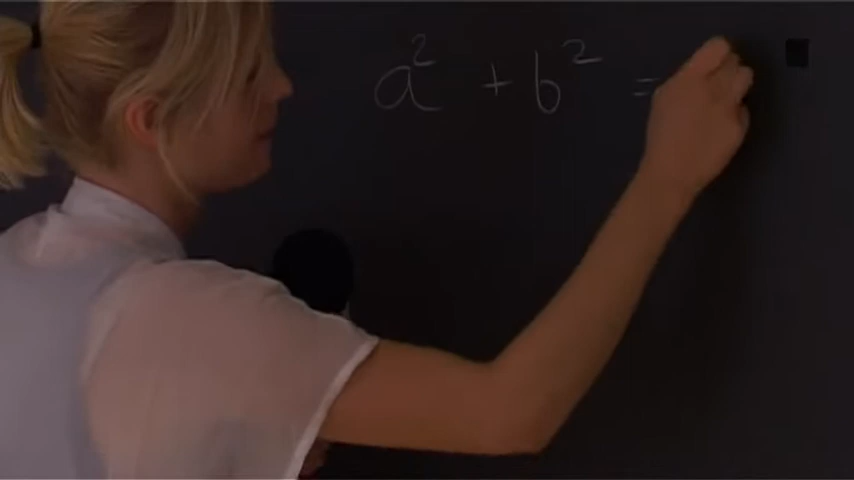 a² + b² =